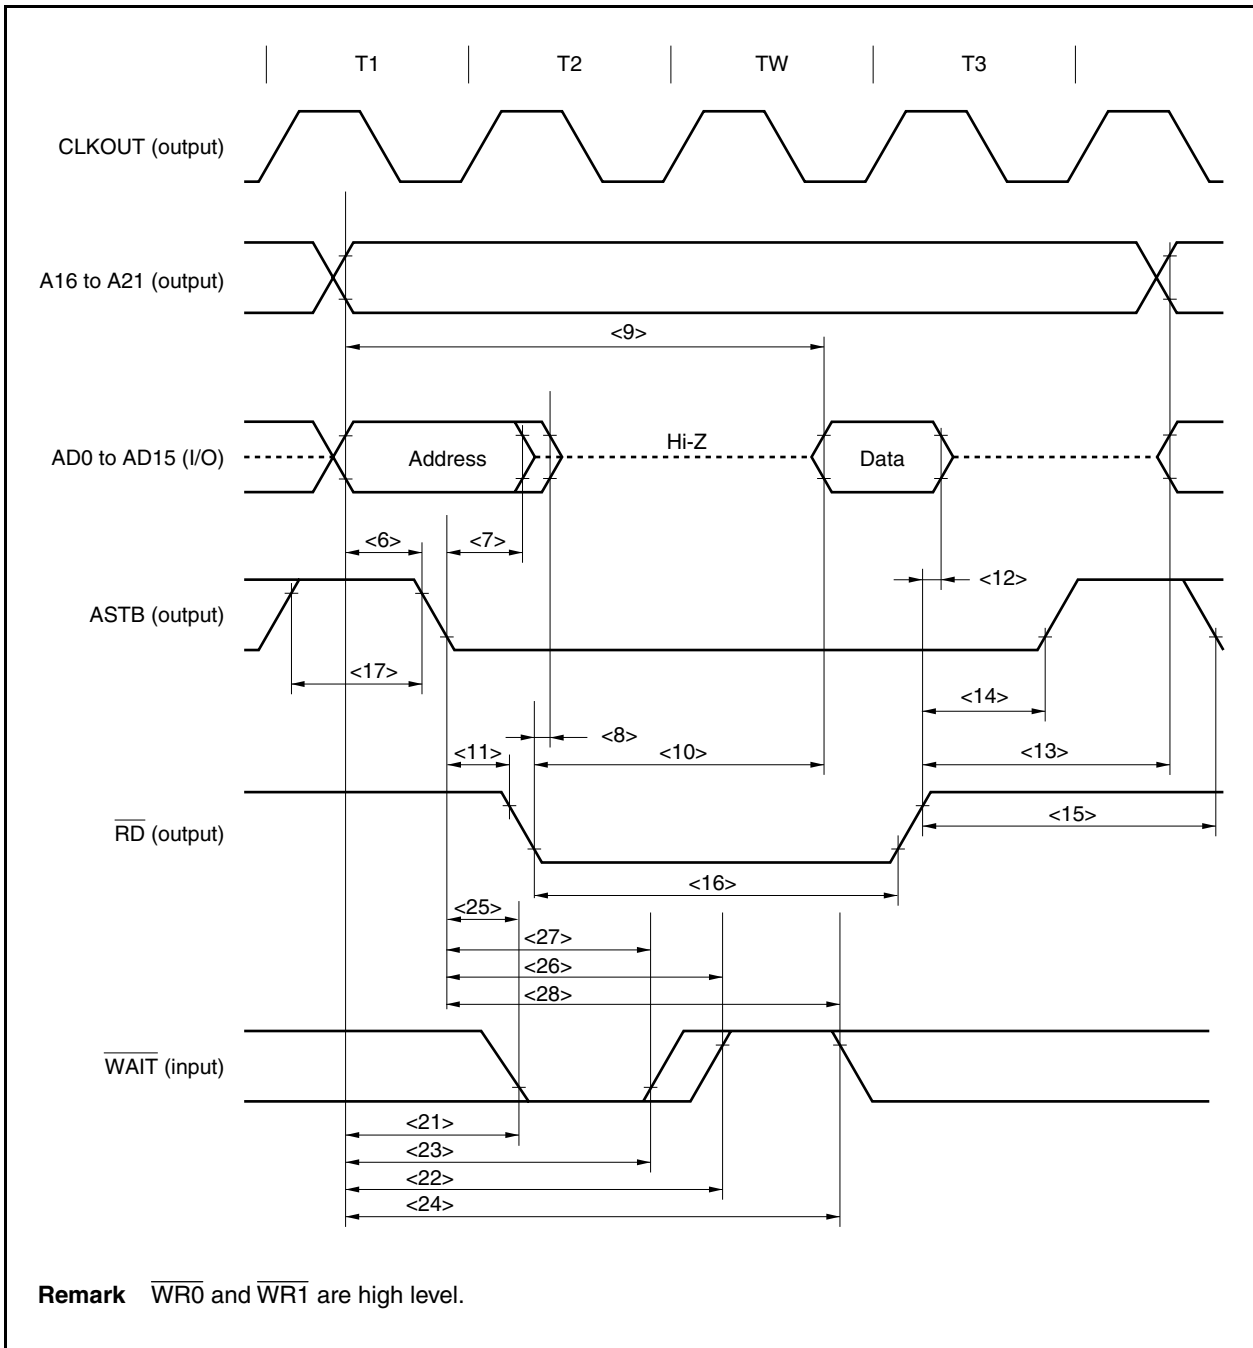 T1 T2 TW T3
CLKOUT (output)
A16 to A21 (output)
<9>
AD0 to AD15 (I/O)
Address
Hi-Z
Data
<6>
<7>
<12>
ASTB (output)
<17>
<14>
<8>
<11>
<10>
<13>
RD (output)
<15>
<16>
<25>
<27>
<26>
<28>
WAIT (input)
<21>
<23>
<22>
<24>
Remark WR0 and WR1 are high level.